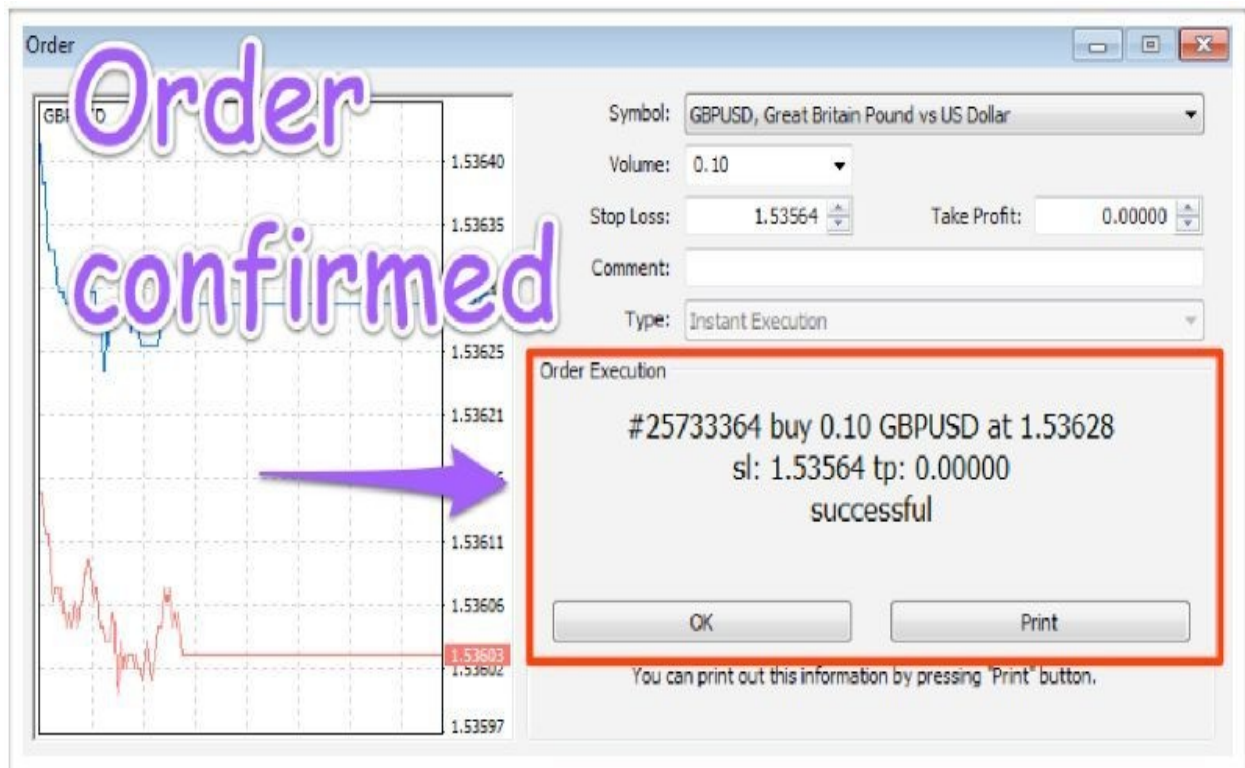 Order
Order
confirmed
1.53640
1.53635
1.53625
1.53621
1.53611
1.53606
1.53603
1.53602
1.53597
Symbol: GBPUSD, Great Britain Pound vs US Dollar
Volume: 0.10
Stop Loss: 1.53564 Take Profit: 0.00000
Comment:
Type: Instant Execution
Order Execution
#25733364 buy 0.10 GBPUSD at 1.53628
sl: 1.53564 tp: 0.00000
successful
OK Print
You can print out this information by pressing "Print" button.